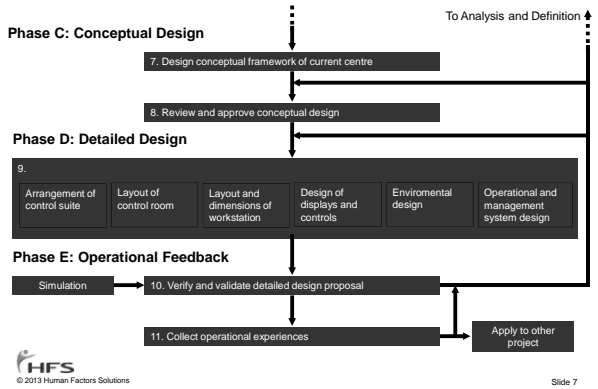 To Analysis and Definition
Phase C: Conceptual Design
7. Design conceptual framework of current centre
8. Review and approve conceptual design
Phase D: Detailed Design
9.
Arrangement of
control suite
Layout of
control room
Layout and
dimensions of
workstation
Design of
displays and
controls
Enviromental
design
Operational and
management
system design
Phase E: Operational Feedback
Simulation
10. Verify and validate detailed design proposal
11. Collect operational experiences
Apply to other
project
HFS
© 2013 Human Factors Solutions
Slide 7